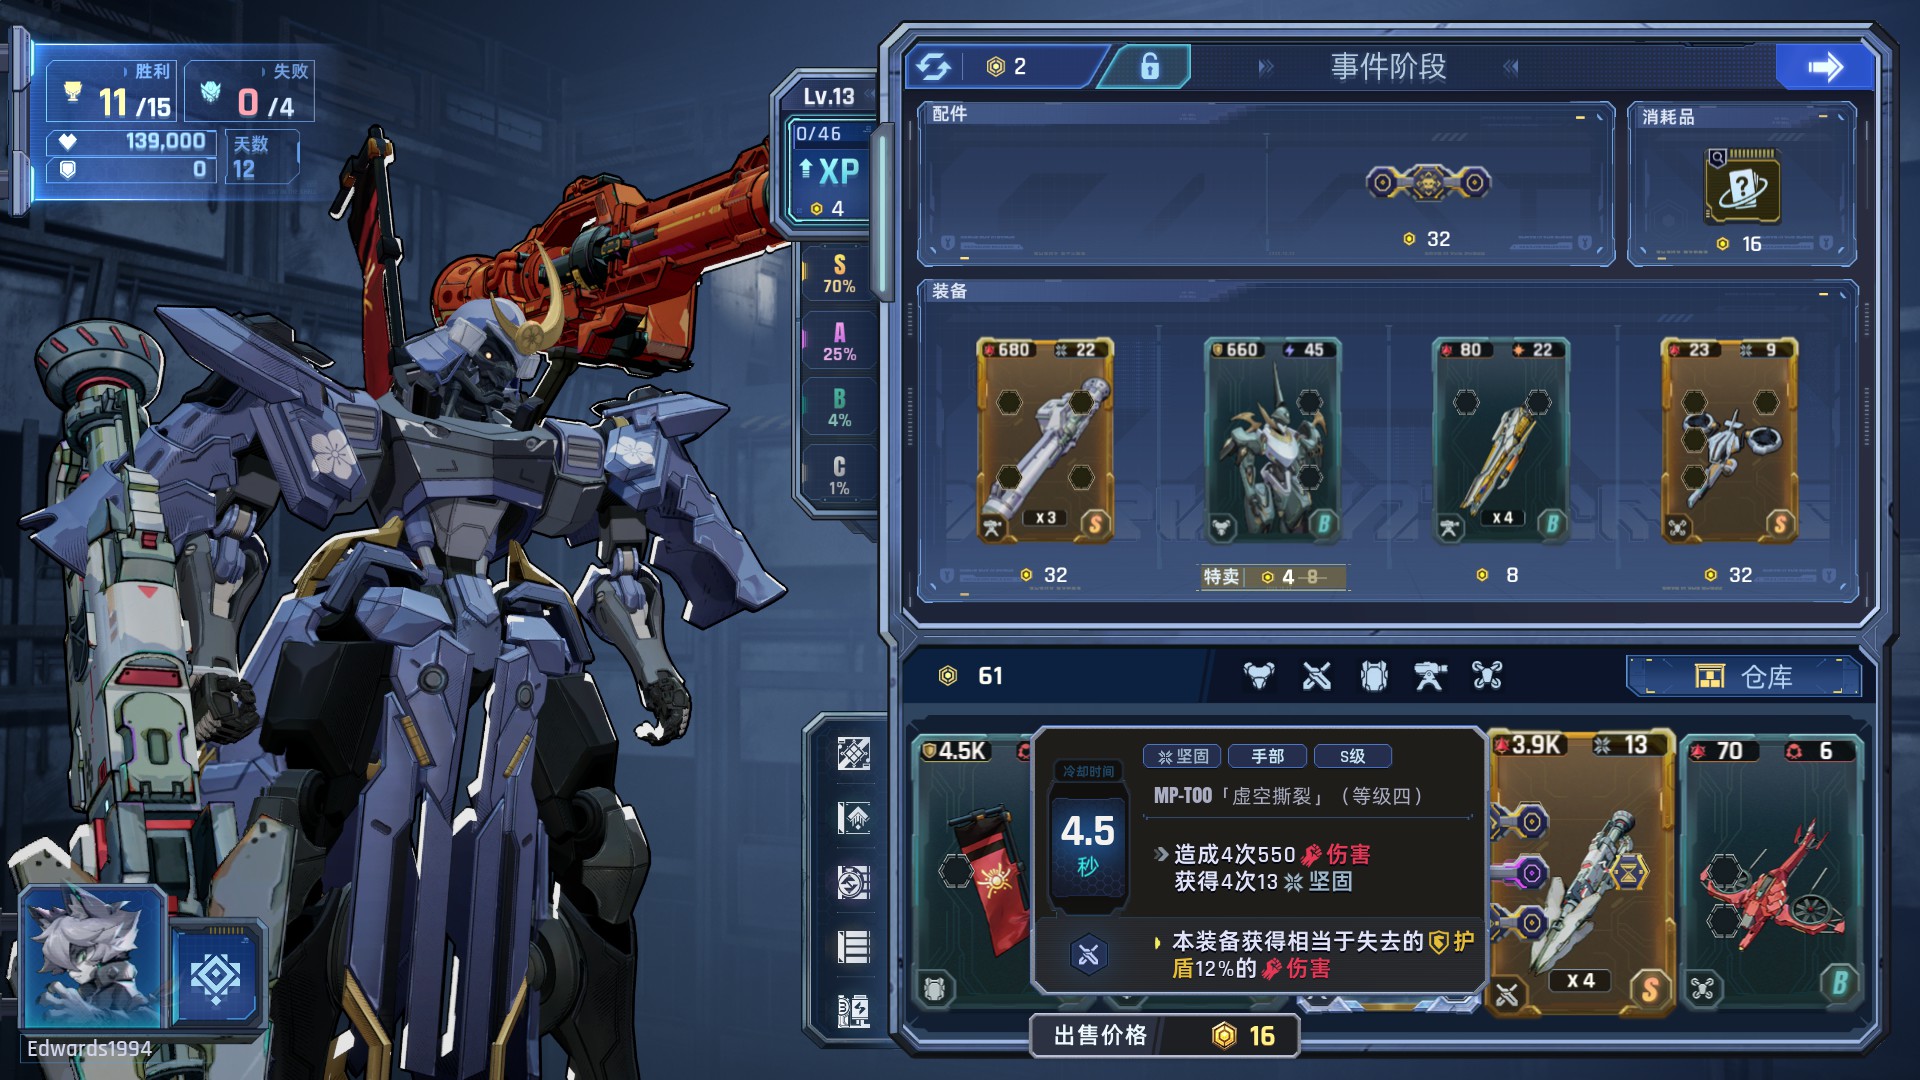 胜利
11/15
失败
0/4
139,000
0
天数
12
Lv.13
0/46
XP
4
S
70%
A
25%
B
4%
C
1%
2
事件阶段
配件
32
消耗品
16
装备
680 22
x3 S
32
660 45
B
特卖 4 8
80 22
x4 B
8
23 9
S
32
61
仓库
4.5K
冷却时间
4.5
秒
坚固 手部 S级
MP-T00「虚空撕裂」（等级四）
造成4次550伤害
获得4次13坚固
本装备获得相当于失去的护
盾12%的伤害
3.9K 13
x4 S
70 6
B
出售价格 16
Edwards1994